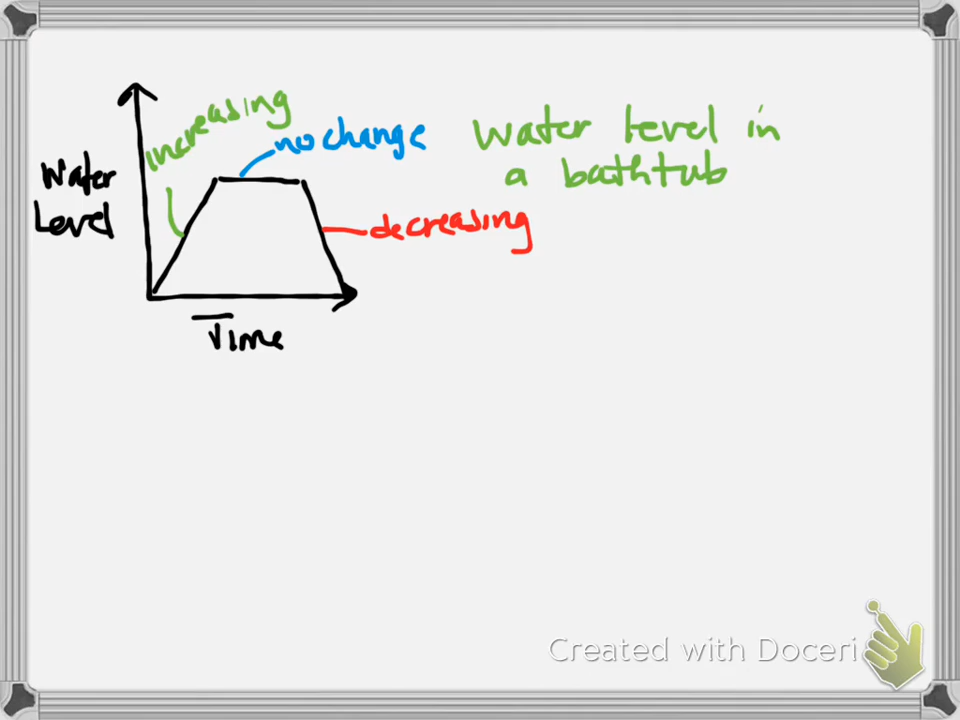 increasing
no change
Water level in
a bathtub
Water
Level
decreasing
Time
Created with Doceri